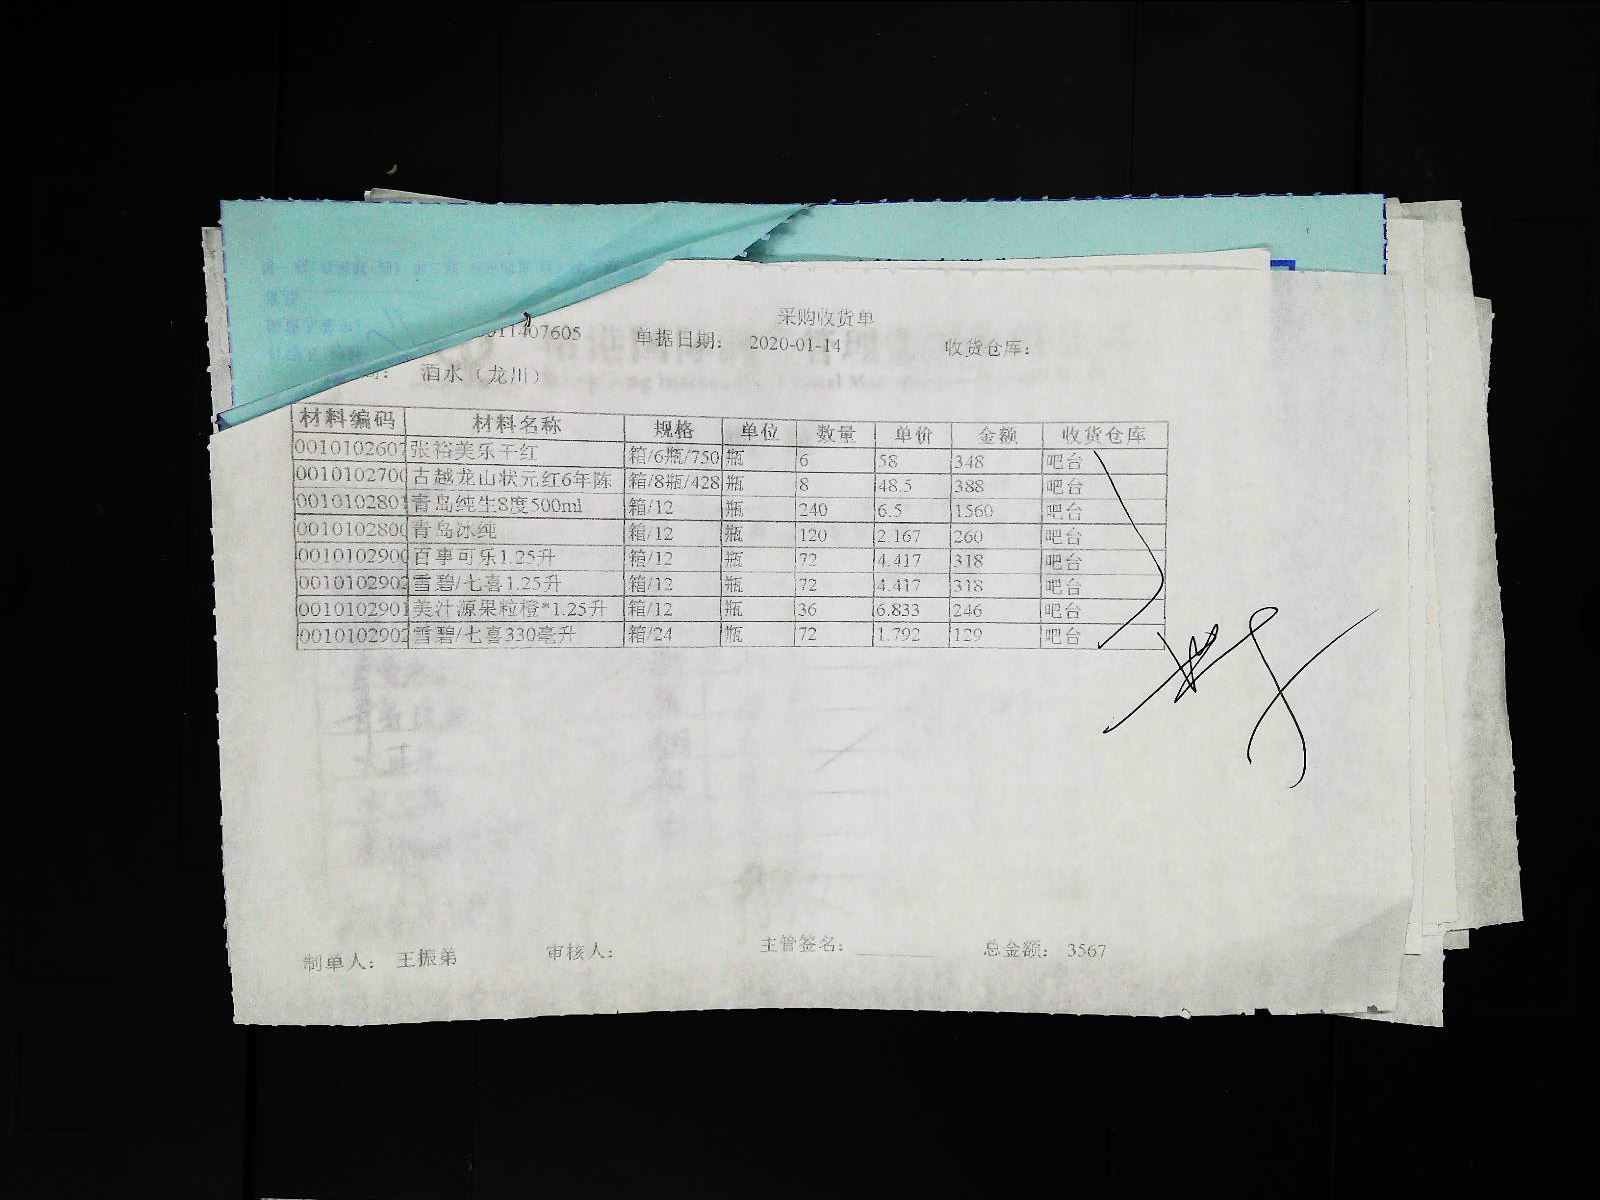 采购收货单
11407605 单据日期： 2020-01-14 收货仓库：
酒水（龙川）
材料编码 材料名称 规格 单位 数量 单价 金额 收货仓库
0010102607 张裕美乐干红 箱/6瓶/750 瓶 6 58 348 吧台
0010102700 古越龙山状元红6年陈 箱/8瓶/428 瓶 8 48.5 388 吧台
0010102801 青岛纯生8度500ml 箱/12 瓶 240 6.5 1560 吧台
0010102800 青岛冰纯 箱/12 瓶 120 2.167 260 吧台
0010102900 百事可乐1.25升 箱/12 瓶 72 4.417 318 吧台
0010102902 雪碧/七喜1.25升 箱/12 瓶 72 4.417 318 吧台
0010102901 美汁源果粒橙*1.25升 箱/12 瓶 36 6.833 246 吧台
0010102902 雪碧/七喜330毫升 箱/24 瓶 72 1.792 129 吧台
制单人： 王振弟 审核人： 主管签名： 总金额： 3567